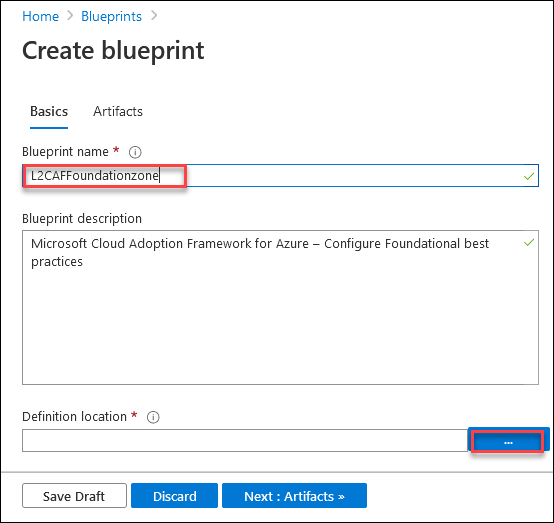 Home > Blueprints >
Create blueprint
Basics Artifacts
Blueprint name *
L2CAFFoundationzone
Blueprint description
Microsoft Cloud Adoption Framework for Azure – Configure Foundational best
practices
Definition location *
...
Save Draft Discard Next : Artifacts »